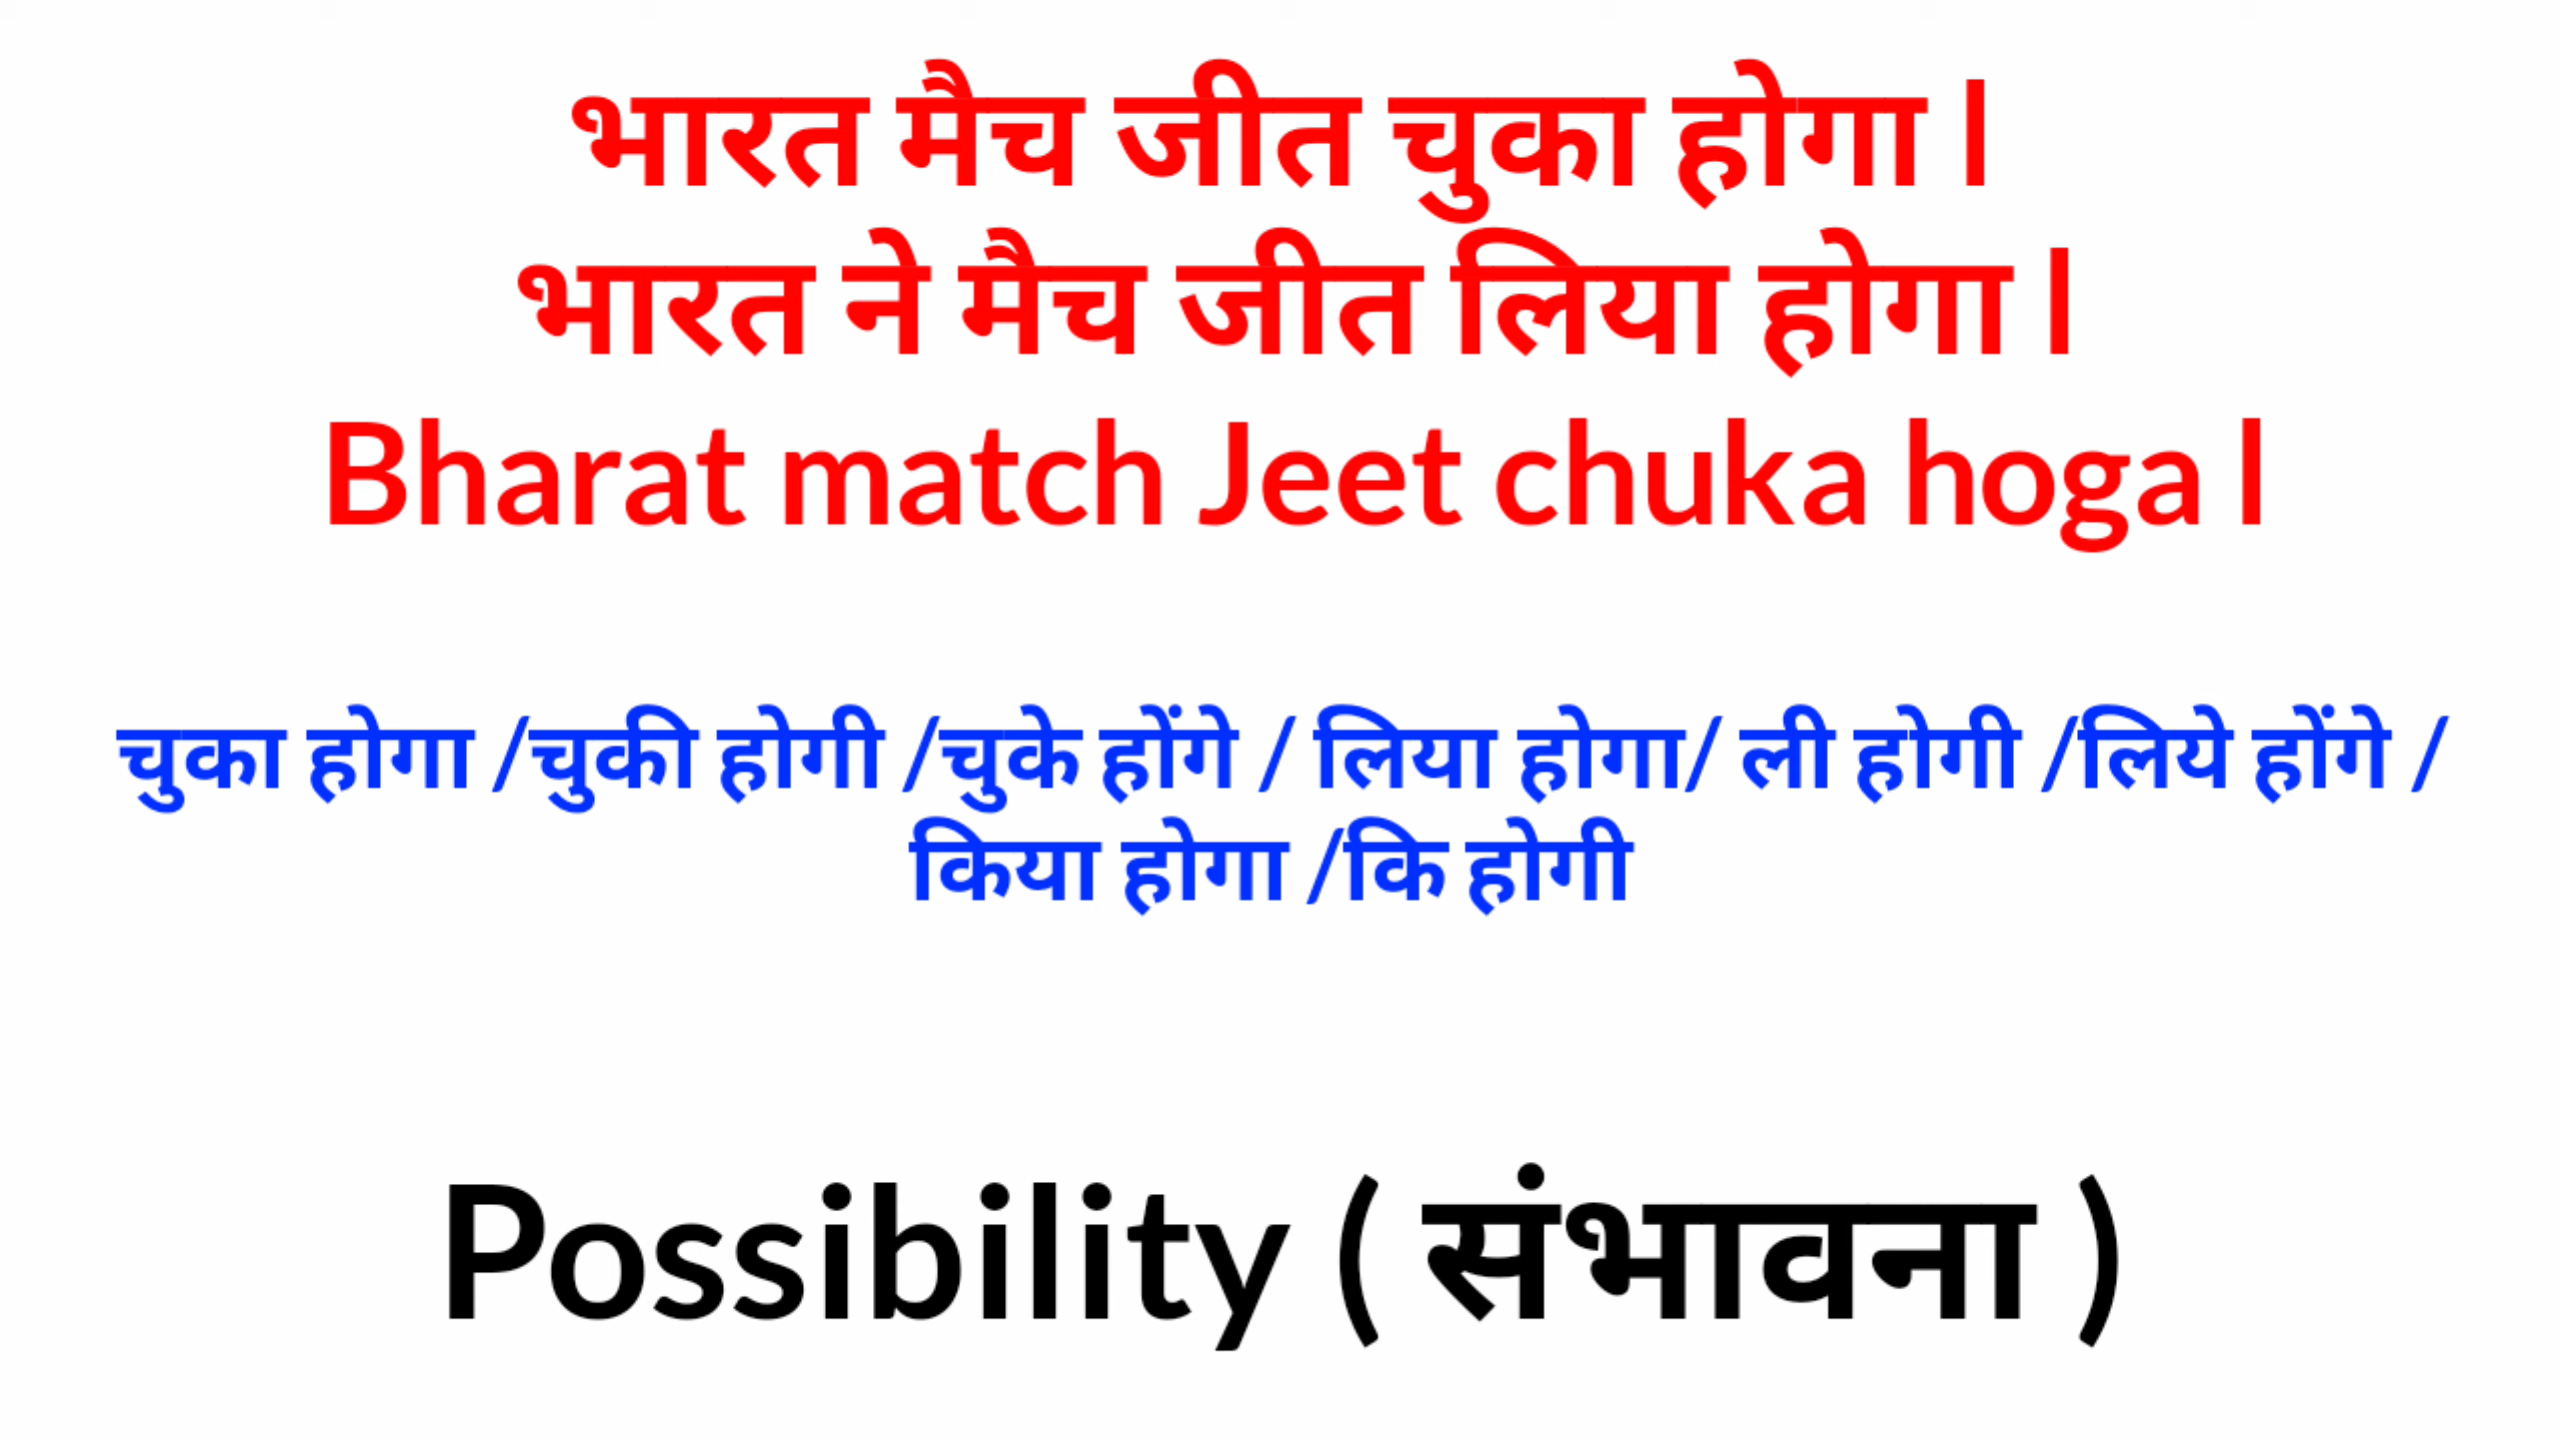 भारत मैच जीत चुका होगा l
भारत ने मैच जीत लिया होगा l
Bharat match Jeet chuka hoga l
चुका होगा /चुकी होगी /चुके होंगे / लिया होगा/ ली होगी /लिये होंगे /
किया होगा /कि होगी
Possibility ( संभावना )